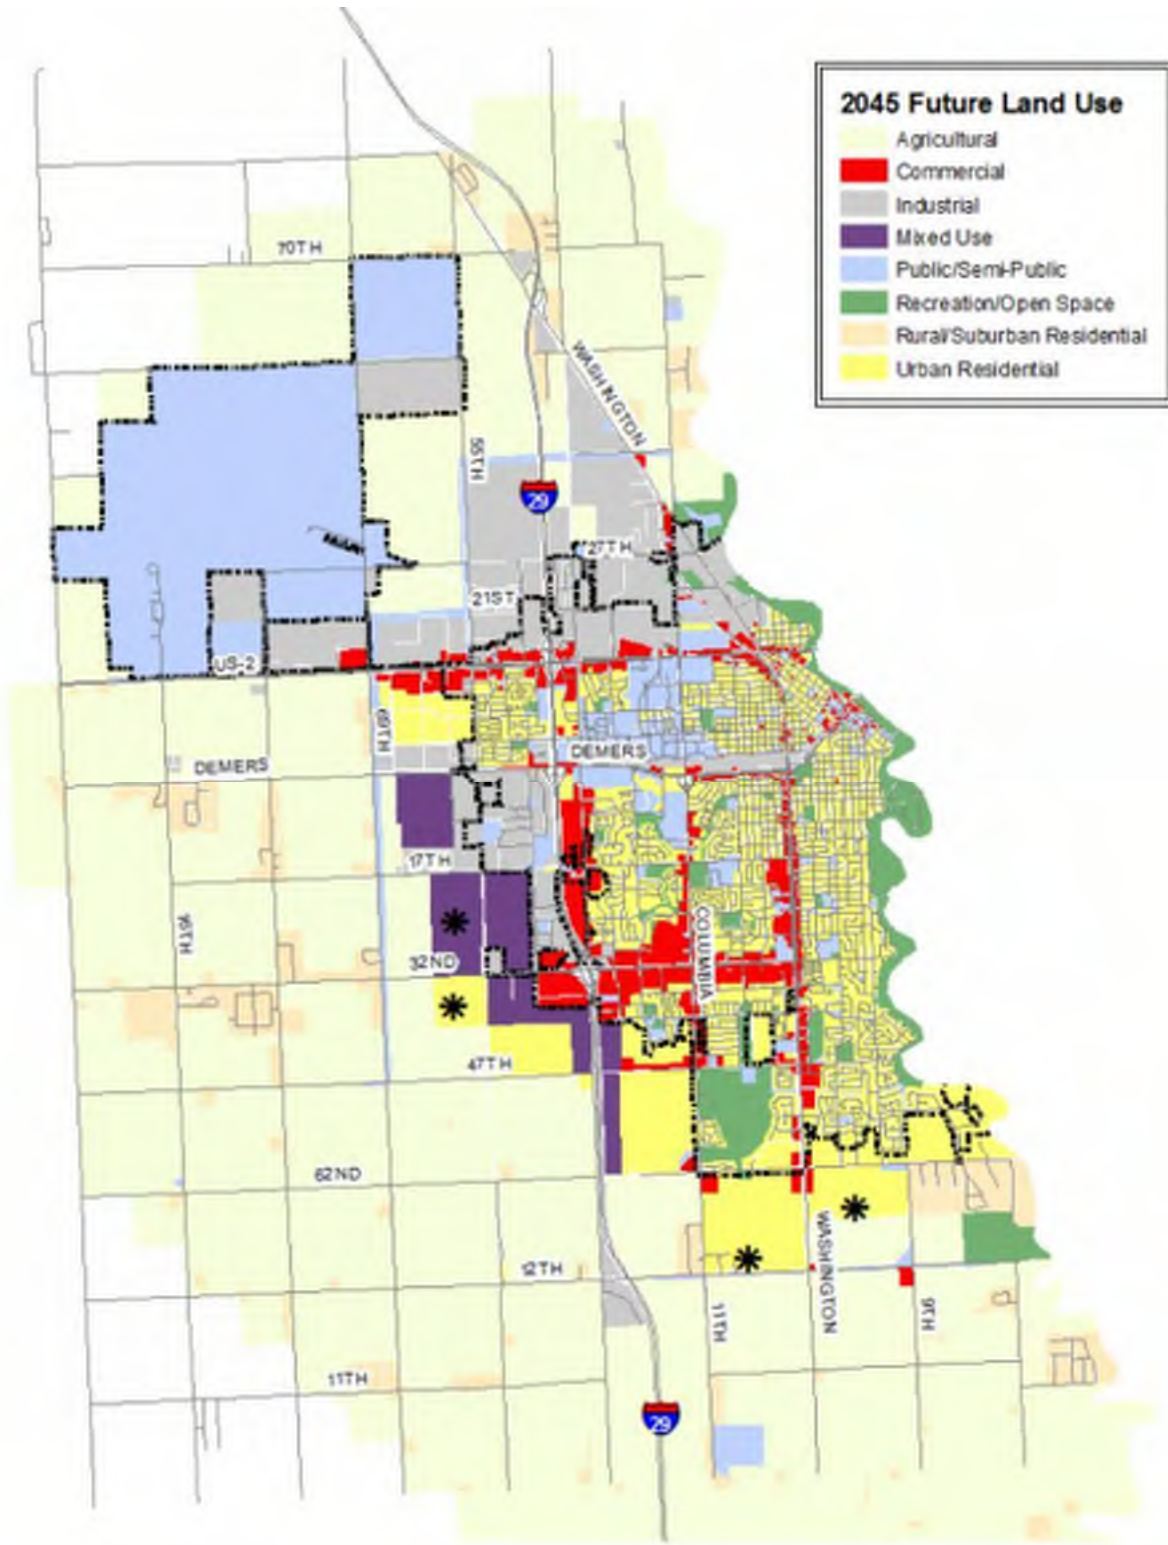 2045 Future Land Use
Agricultural
Commercial
Industrial
Mixed Use
Public/Semi-Public
Recreation/Open Space
Rural/Suburban Residential
Urban Residential
70TH
WASHINGTON
55TH
29
27TH
21ST
US-2
69TH
DEMERS
DEMERS
17TH
COLUMBIA
32ND
47TH
62ND
WASHINGTON
12TH
11TH
9TH
11TH
29